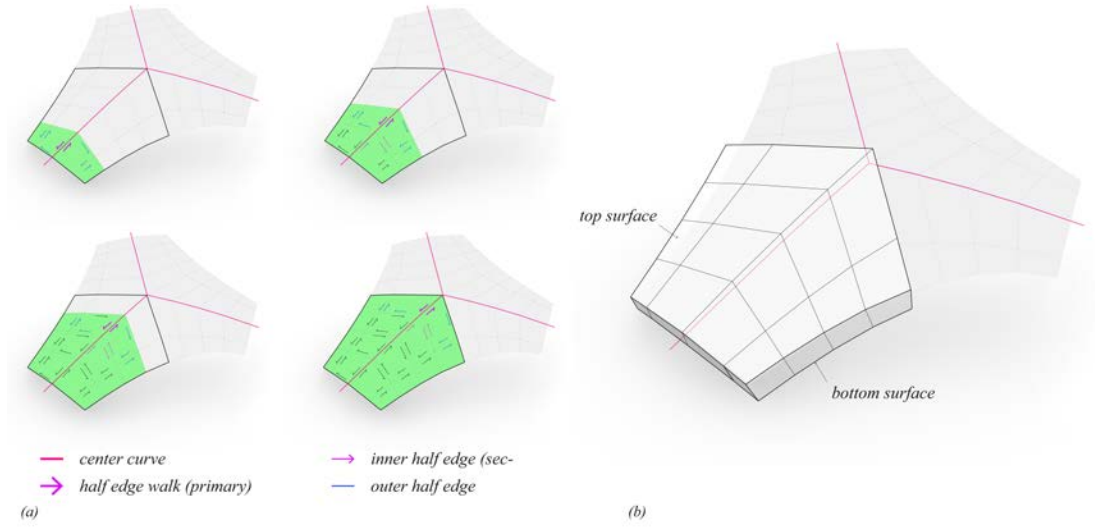 top surface
bottom surface
center curve
half edge walk (primary)
inner half edge (sec-
outer half edge
(a)
(b)